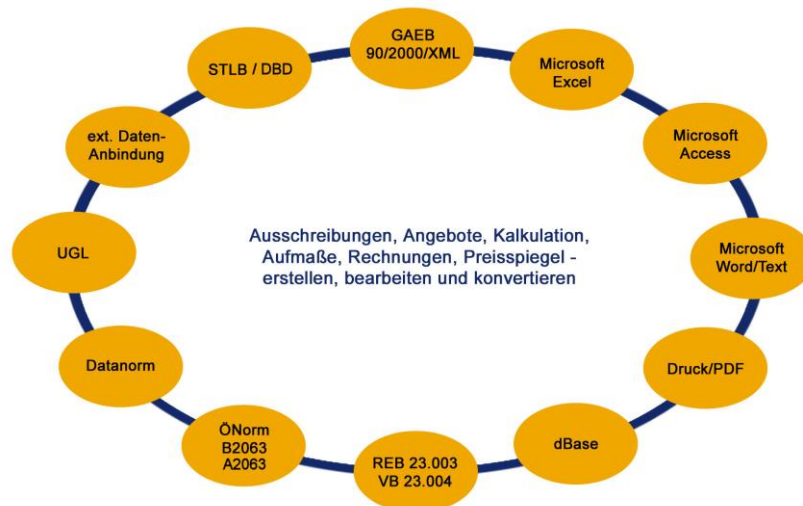 GAEB
90/2000/XML
Microsoft
Excel
Microsoft
Access
Microsoft
Word/Text
Druck/PDF
dBase
REB 23.003
VB 23.004
ÖNorm
B2063
A2063
Datanorm
UGL
ext. Daten-
Anbindung
STLB / DBD
Ausschreibungen, Angebote, Kalkulation,
Aufmaße, Rechnungen, Preisspiegel -
erstellen, bearbeiten und konvertieren